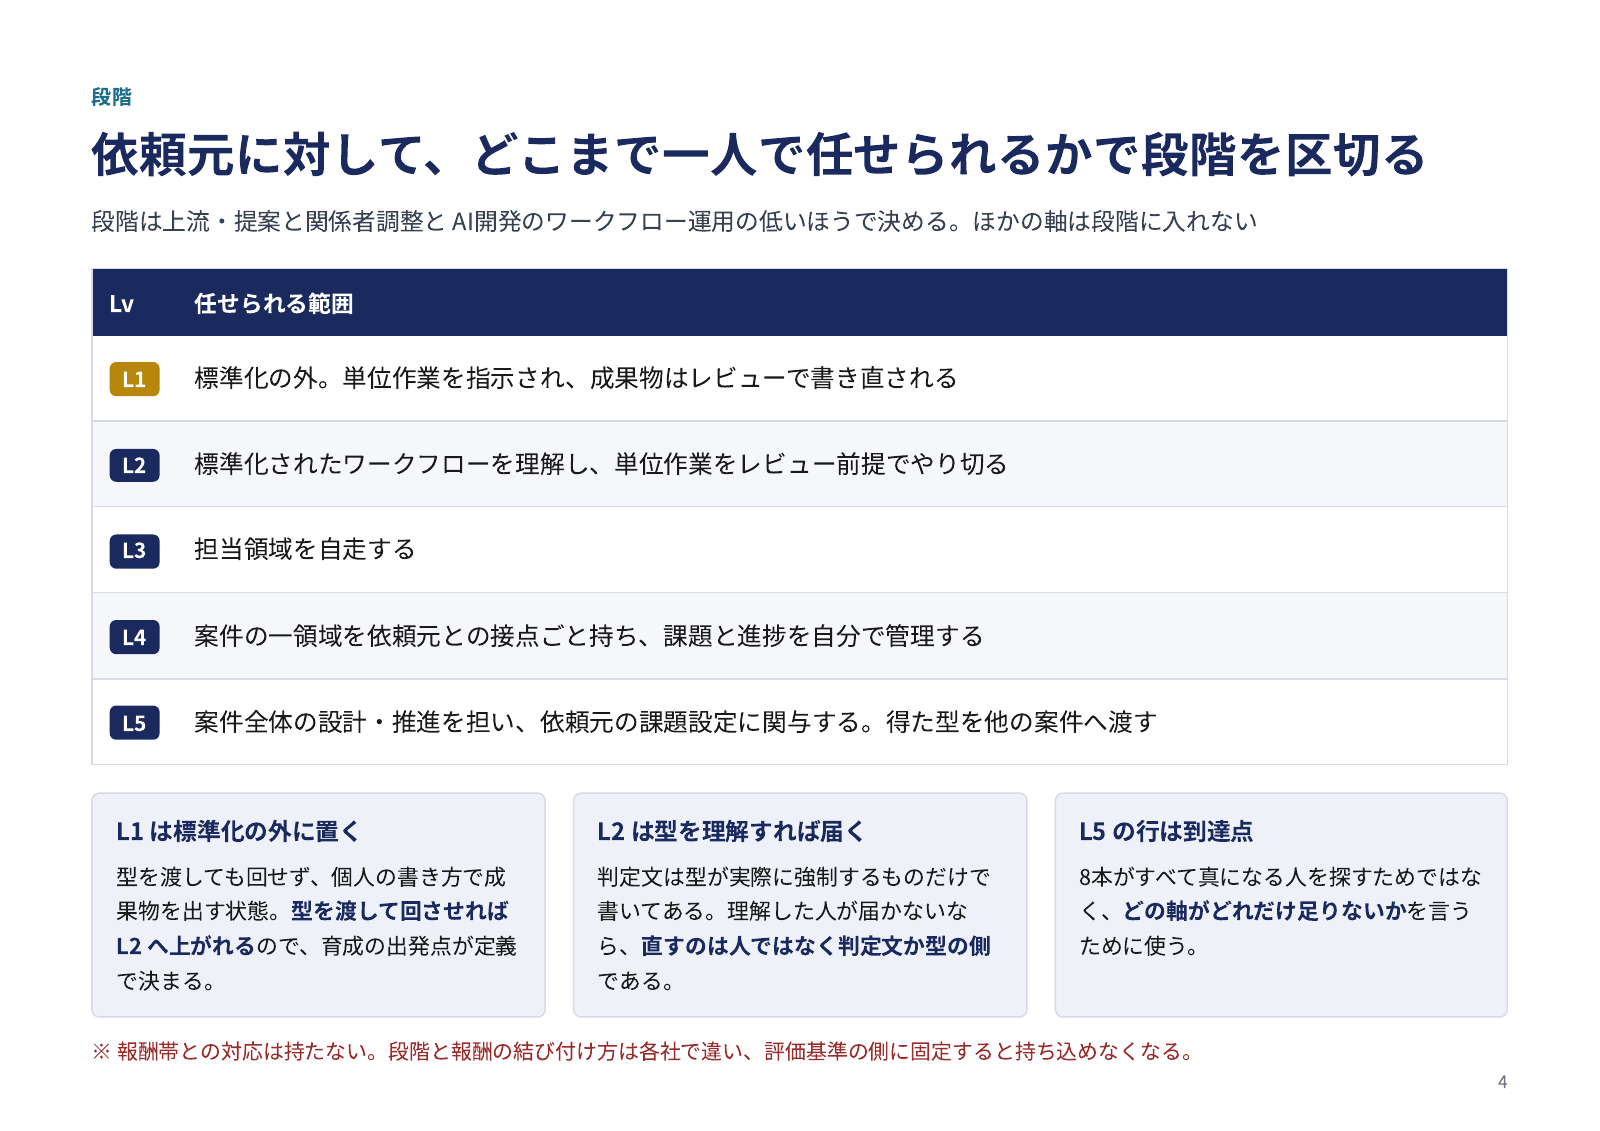 段階
依頼元に対して、どこまで一人で任せられるかで段階を区切る
段階は上流・提案と関係者調整と AI開発のワークフロー運用の低いほうで決める。ほかの軸は段階に入れない
Lv 任せられる範囲
L1 標準化の外。単位作業を指示され、成果物はレビューで書き直される
L2 標準化されたワークフローを理解し、単位作業をレビュー前提でやり切る
L3 担当領域を自走する
L4 案件の一領域を依頼元との接点ごと持ち、課題と進捗を自分で管理する
L5 案件全体の設計・推進を担い、依頼元の課題設定に関与する。得た型を他の案件へ渡す
L1 は標準化の外に置く
型を渡しても回せず、個人の書き方で成
果物を出す状態。型を渡して回させれば
L2 へ上がれるので、育成の出発点が定義
で決まる。
L2 は型を理解すれば届く
判定文は型が実際に強制するものだけで
書いてある。理解した人が届かないな
ら、直すのは人ではなく判定文か型の側
である。
L5 の行は到達点
8本がすべて真になる人を探すためではな
く、どの軸がどれだけ足りないかを言う
ために使う。
※ 報酬帯との対応は持たない。段階と報酬の結び付け方は各社で違い、評価基準の側に固定すると持ち込めなくなる。
4